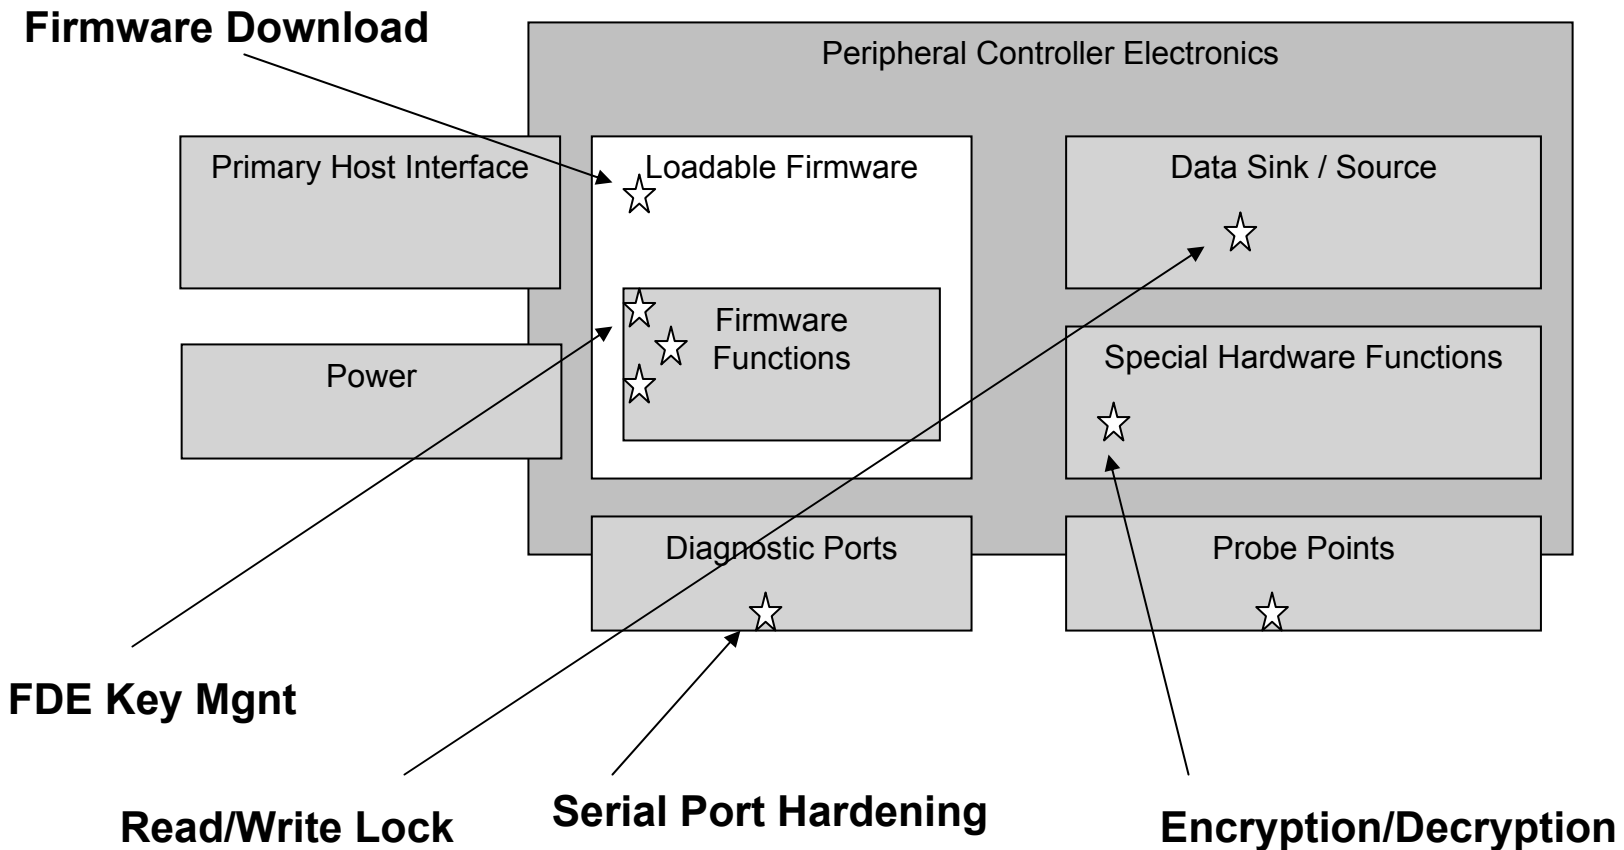 Firmware Download
Peripheral Controller Electronics
Primary Host Interface
Loadable Firmware
Data Sink / Source
Firmware
Functions
Power
Special Hardware Functions
Diagnostic Ports
Probe Points
FDE Key Mgnt
Read/Write Lock
Serial Port Hardening
Encryption/Decryption